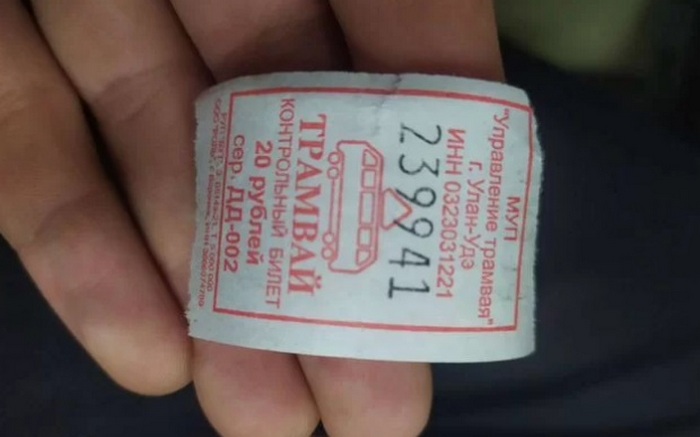 МУП
"Управление трамвая"
г. Улан-Удэ
ИНН 0323031221
239941
ТРАМВАЙ
КОНТРОЛЬНЫЙ БИЛЕТ
20 рублей
сер. ДД-002